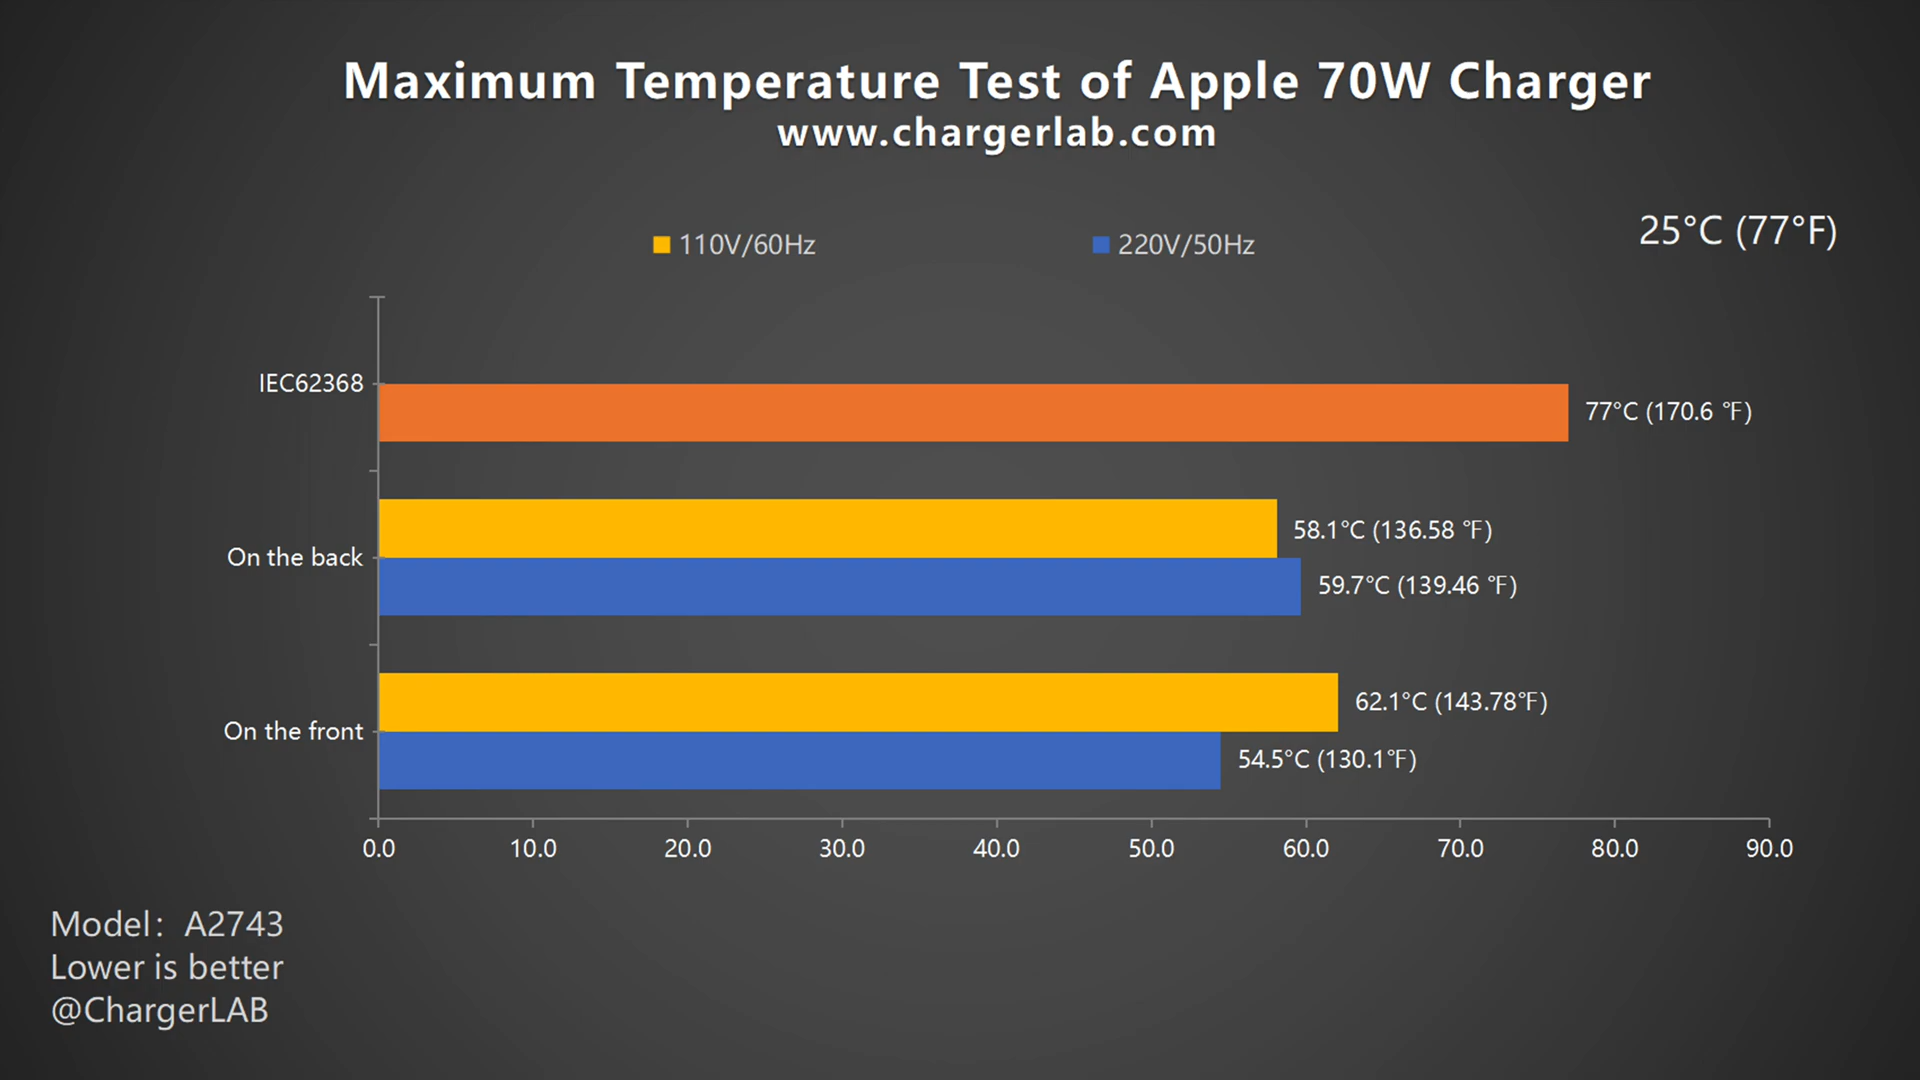 Maximum Temperature Test of Apple 70W Charger
www.chargerlab.com
110V/60Hz
220V/50Hz
25°C (77°F)
IEC62368
77°C (170.6 ℉)
On the back
58.1°C (136.58 ℉)
59.7°C (139.46 ℉)
On the front
62.1°C (143.78℉)
54.5°C (130.1℉)
0.0 10.0 20.0 30.0 40.0 50.0 60.0 70.0 80.0 90.0
Model：A2743
Lower is better
@ChargerLAB